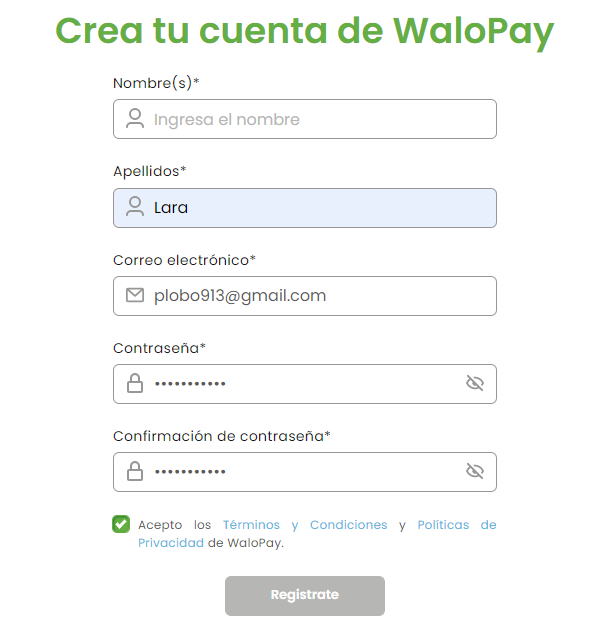 Crea tu cuenta de WaloPay
Nombre(s)*
Ingresa el nombre
Apellidos*
Lara
Correo electrónico*
plobo913@gmail.com
Contraseña*
•••••••••••
Confirmación de contraseña*
•••••••••••
Acepto los Términos y Condiciones y Políticas de
Privacidad de WaloPay.
Registrate